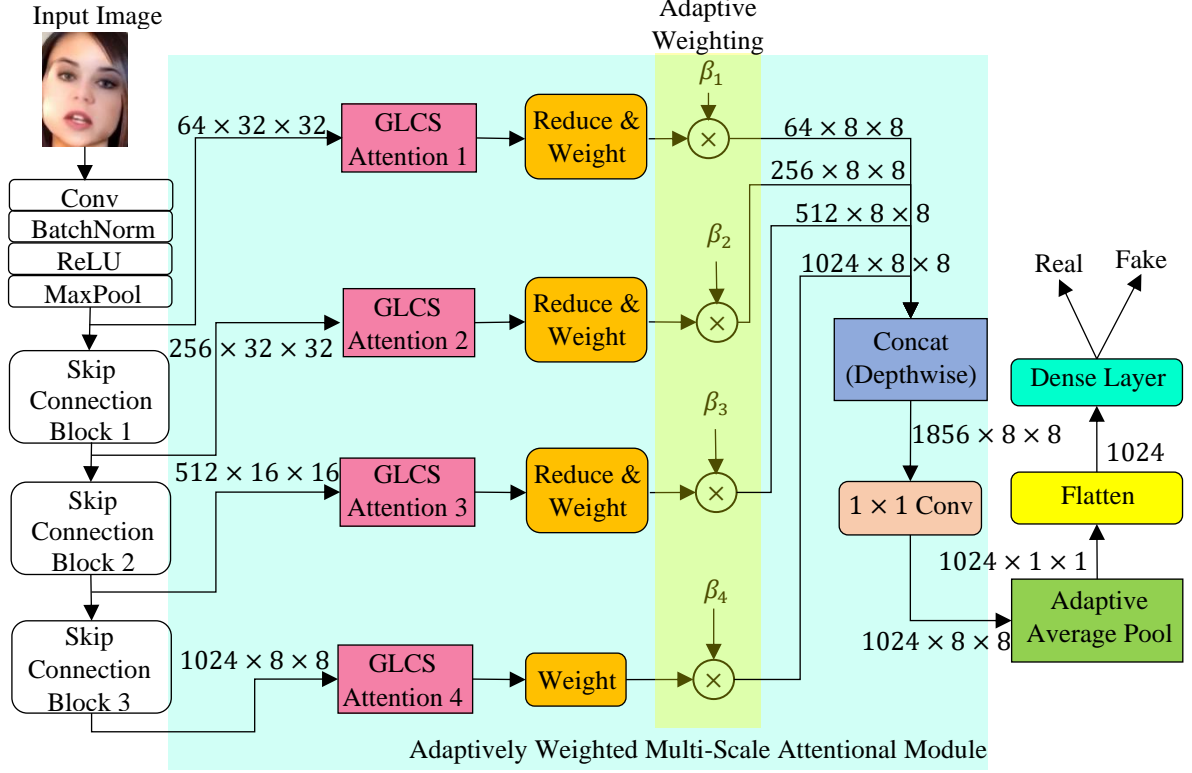 Input Image
Adaptive
Weighting
Conv
BatchNorm
ReLU
MaxPool
Skip
Connection
Block 1
Skip
Connection
Block 2
Skip
Connection
Block 3
64 × 32 × 32
GLCS
Attention 1
Reduce &
Weight
β₁
×
64 × 8 × 8
256 × 32 × 32
GLCS
Attention 2
Reduce &
Weight
β₂
×
256 × 8 × 8
512 × 16 × 16
GLCS
Attention 3
Reduce &
Weight
β₃
×
512 × 8 × 8
1024 × 8 × 8
GLCS
Attention 4
Weight
β₄
×
1024 × 8 × 8
Concat
(Depthwise)
1856 × 8 × 8
1 × 1 Conv
1024 × 8 × 8
Adaptive
Average Pool
1024 × 1 × 1
Flatten
1024
Dense Layer
Real
Fake
Adaptively Weighted Multi-Scale Attentional Module